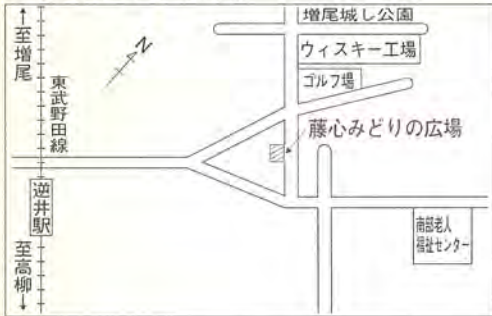 ↑至増尾
東武野田線
逆井駅
至高柳↓
N
増尾城し公園
ウィスキー工場
ゴルフ場
藤心みどりの広場
南部老人
福祉センター